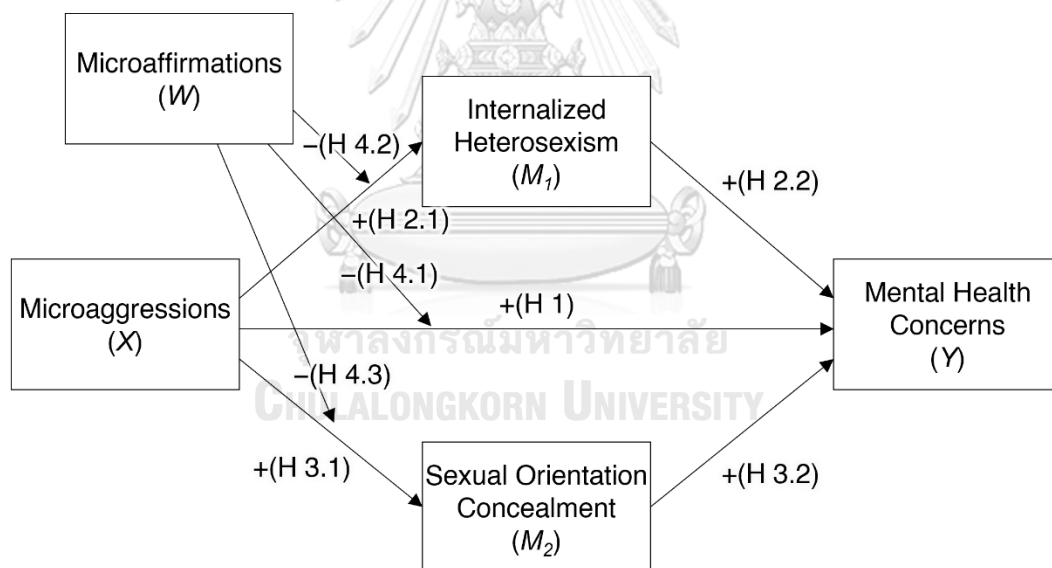 Microaffirmations
(W)
Internalized
Heterosexism
(M₁)
−(H 4.2)
+(H 2.2)
+(H 2.1)
−(H 4.1)
Microaggressions
(X)
+(H 1)
Mental Health
Concerns
(Y)
จุฬาลงกรณ์มหาวิทยาลัย
−(H 4.3)
CHULALONGKORN UNIVERSITY
+(H 3.1)
Sexual Orientation
Concealment
(M₂)
+(H 3.2)